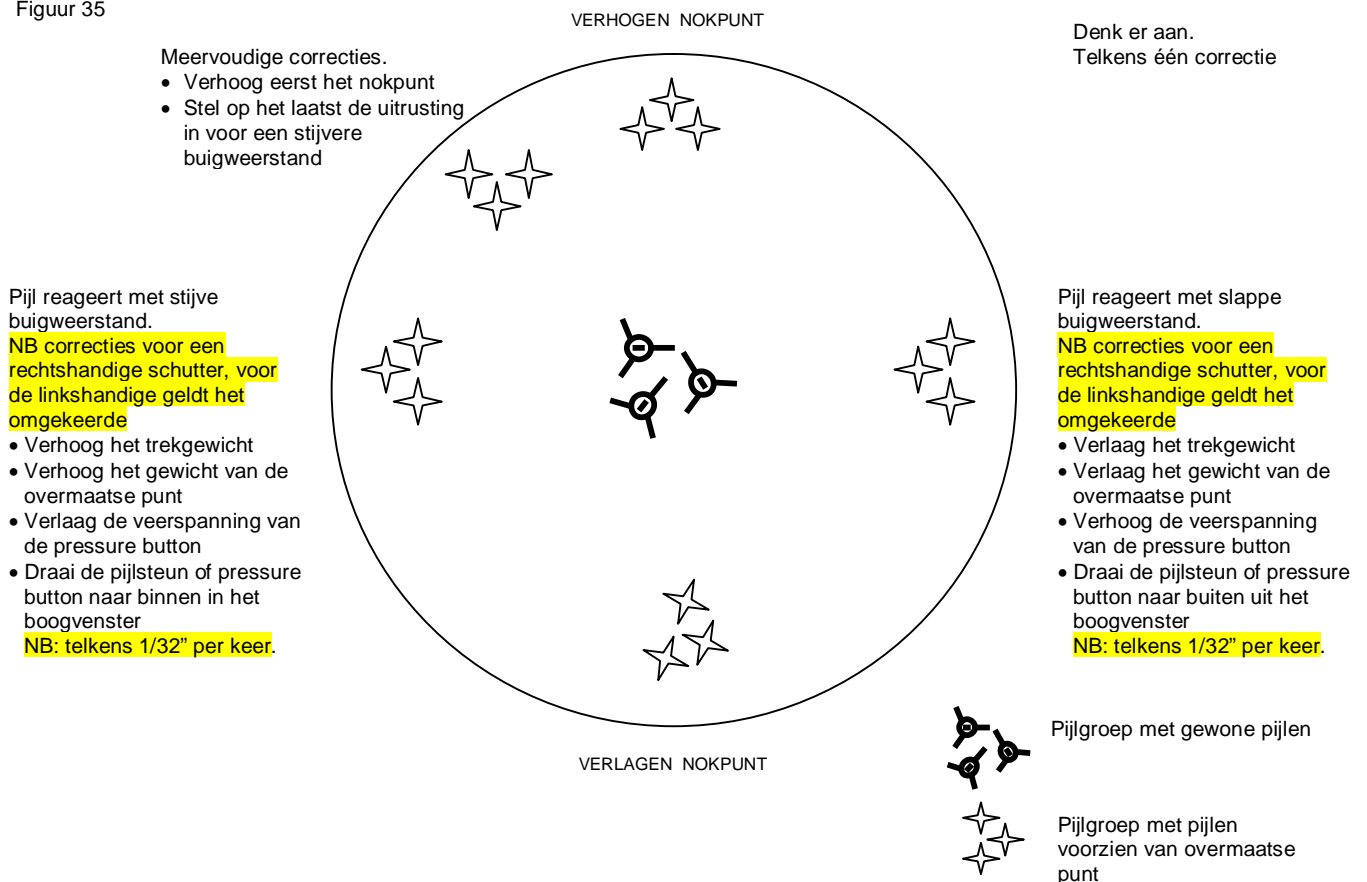 Figuur 35
VERHOGEN NOKPUNT
Denk er aan.
Telkens één correctie
Meervoudige correcties.
• Verhoog eerst het nokpunt
• Stel op het laatst de uitrusting
in voor een stijvere
buigweerstand
Pijl reageert met stijve
buigweerstand.
NB correcties voor een
rechtshandige schutter, voor
de linkshandige geldt het
omgekeerde
• Verhoog het trekgewicht
• Verhoog het gewicht van de
overmaatse punt
• Verlaag de veerspanning van
de pressure button
• Draai de pijlsteun of pressure
button naar binnen in het
boogvenster
NB: telkens 1/32” per keer.
Pijl reageert met slappe
buigweerstand.
NB correcties voor een
rechtshandige schutter, voor
de linkshandige geldt het
omgekeerde
• Verlaag het trekgewicht
• Verlaag het gewicht van de
overmaatse punt
• Verhoog de veerspanning
van de pressure button
• Draai de pijlsteun of pressure
button naar buiten uit het
boogvenster
NB: telkens 1/32” per keer.
VERLAGEN NOKPUNT
Pijlgroep met gewone pijlen
Pijlgroep met pijlen
voorzien van overmaatse
punt